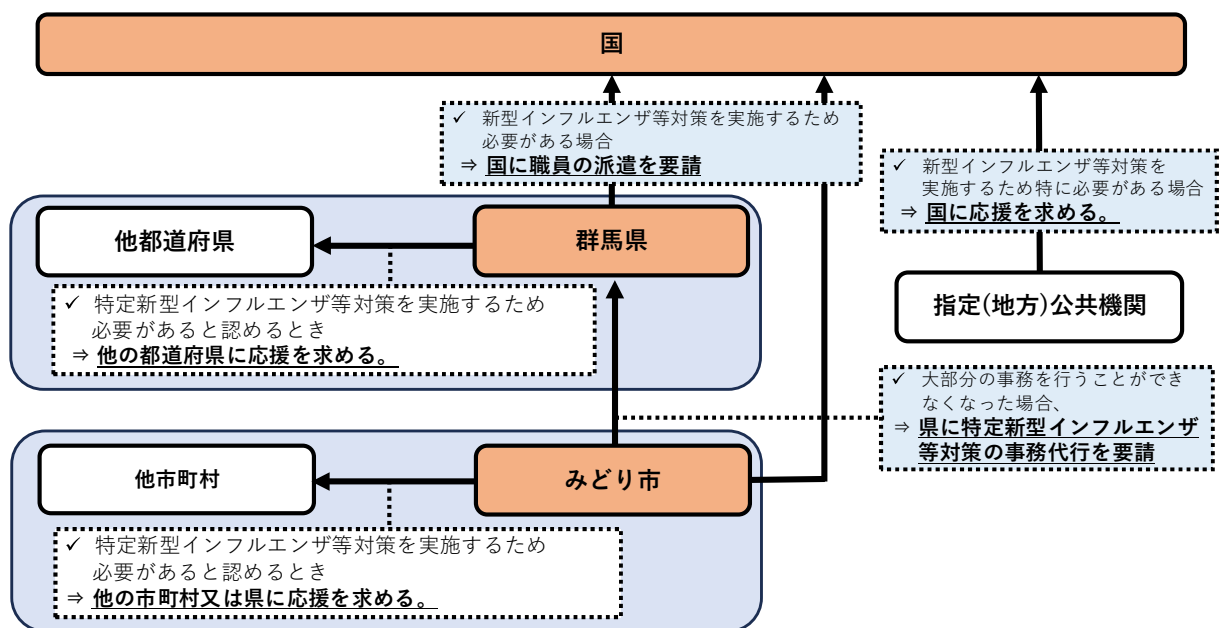 国
✓ 新型インフルエンザ等対策を実施するため
必要がある場合
⇒ 国に職員の派遣を要請
✓ 新型インフルエンザ等対策を
実施するため特に必要がある場合
⇒ 国に応援を求める。
他都道府県
群馬県
指定(地方)公共機関
✓ 特定新型インフルエンザ等対策を実施するため
必要があると認めるとき
⇒ 他の都道府県に応援を求める。
✓ 大部分の事務を行うことができ
なくなった場合、
⇒ 県に特定新型インフルエンザ
等対策の事務代行を要請
他市町村
みどり市
✓ 特定新型インフルエンザ等対策を実施するため
必要があると認めるとき
⇒ 他の市町村又は県に応援を求める。